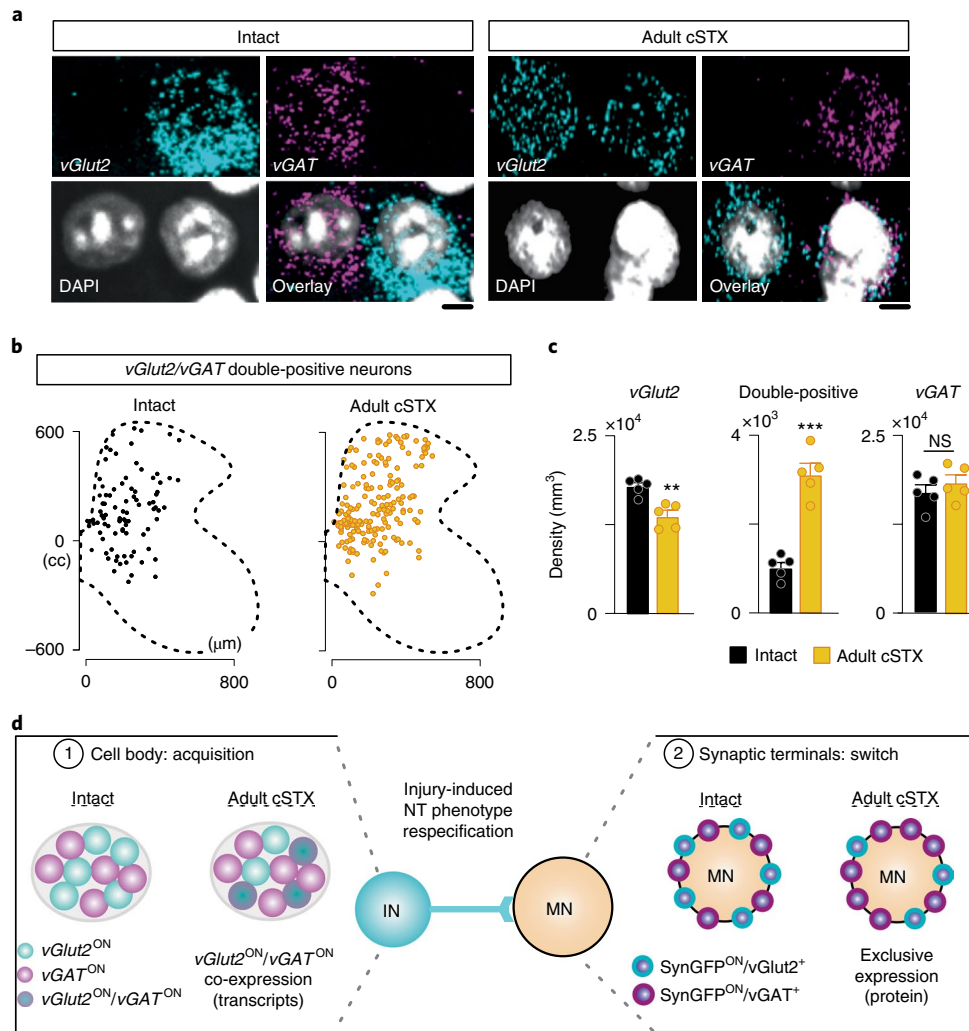 a
Intact
Adult cSTX
vGlut2
vGAT
vGlut2
vGAT
DAPI
Overlay
DAPI
Overlay
b
vGlut2/vGAT double-positive neurons
Intact
Adult cSTX
600
0
(cc)
–600
(μm)
0
800
0
800
c
vGlut2
Double-positive
vGAT
×10⁴
×10³
×10⁴
2.5
4
2.5
**
***
NS
Density (mm³)
0
0
0
Intact
Adult cSTX
d
1 Cell body: acquisition
Intact
Adult cSTX
vGlut2ᴼᴺ
vGATᴼᴺ
vGlut2ᴼᴺ/vGATᴼᴺ
vGlut2ᴼᴺ/vGATᴼᴺ
co-expression
(transcripts)
Injury-induced
NT phenotype
respecification
IN
MN
2 Synaptic terminals: switch
Intact
Adult cSTX
MN
MN
SynGFPᴼᴺ/vGlut2⁺
SynGFPᴼᴺ/vGAT⁺
Exclusive
expression
(protein)